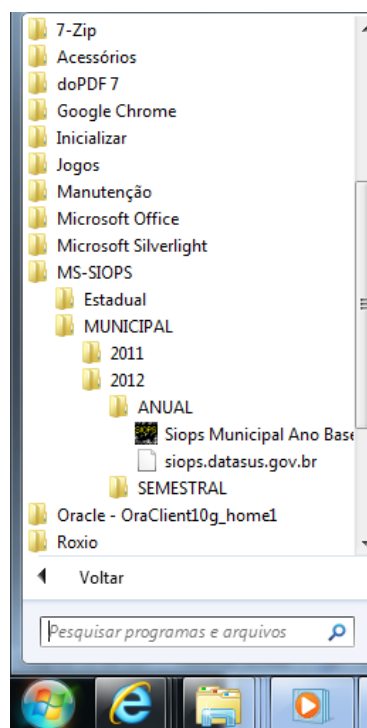 7-Zip
Acessórios
doPDF 7
Google Chrome
Inicializar
Jogos
Manutenção
Microsoft Office
Microsoft Silverlight
MS-SIOPS
Estadual
MUNICIPAL
2011
2012
ANUAL
Siops Municipal Ano Base
siops.datasus.gov.br
SEMESTRAL
Oracle - OraClient10g_home1
Roxio
Voltar
Pesquisar programas e arquivos